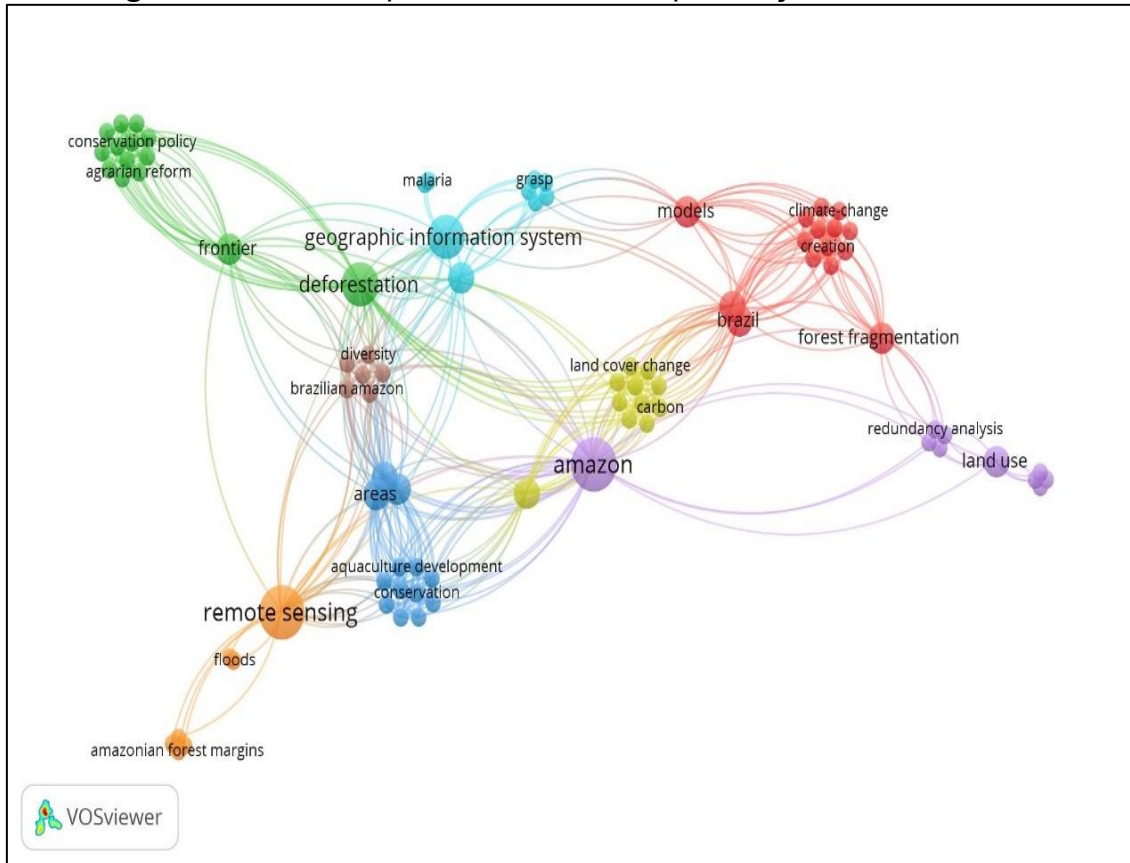 conservation policy
agrarian reform
malaria
grasp
models
climate-change
frontier
geographic information system
creation
deforestation
brazil
forest fragmentation
diversity
land cover change
brazilian amazon
carbon
redundancy analysis
amazon
land use
areas
aquaculture development
conservation
remote sensing
floods
amazonian forest margins
VOSviewer